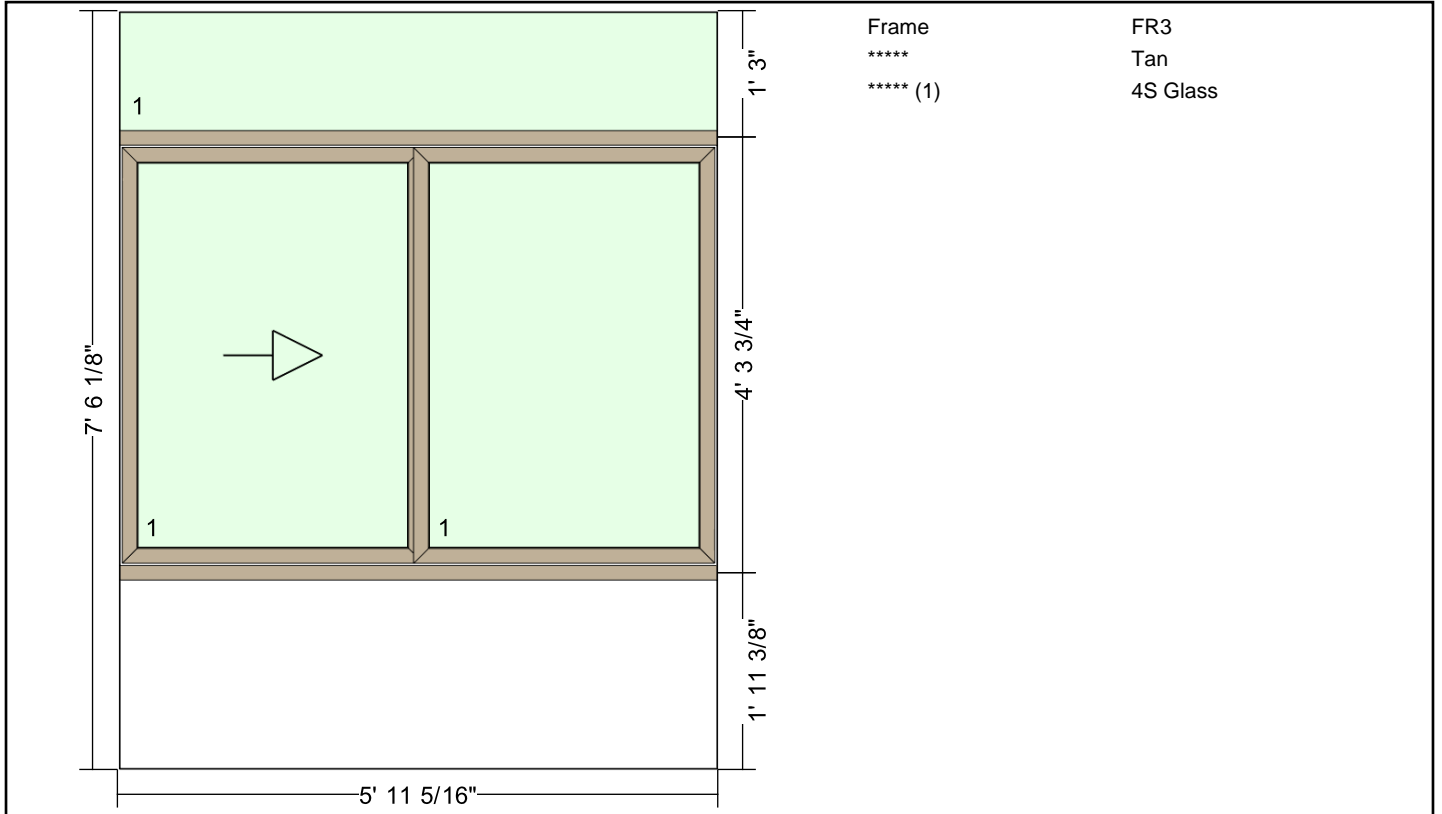 Frame FR3
***** Tan
***** (1) 4S Glass
1' 3"
1
4' 3 3/4"
7' 6 1/8"
1
1
1' 11 3/8"
5' 11 5/16"